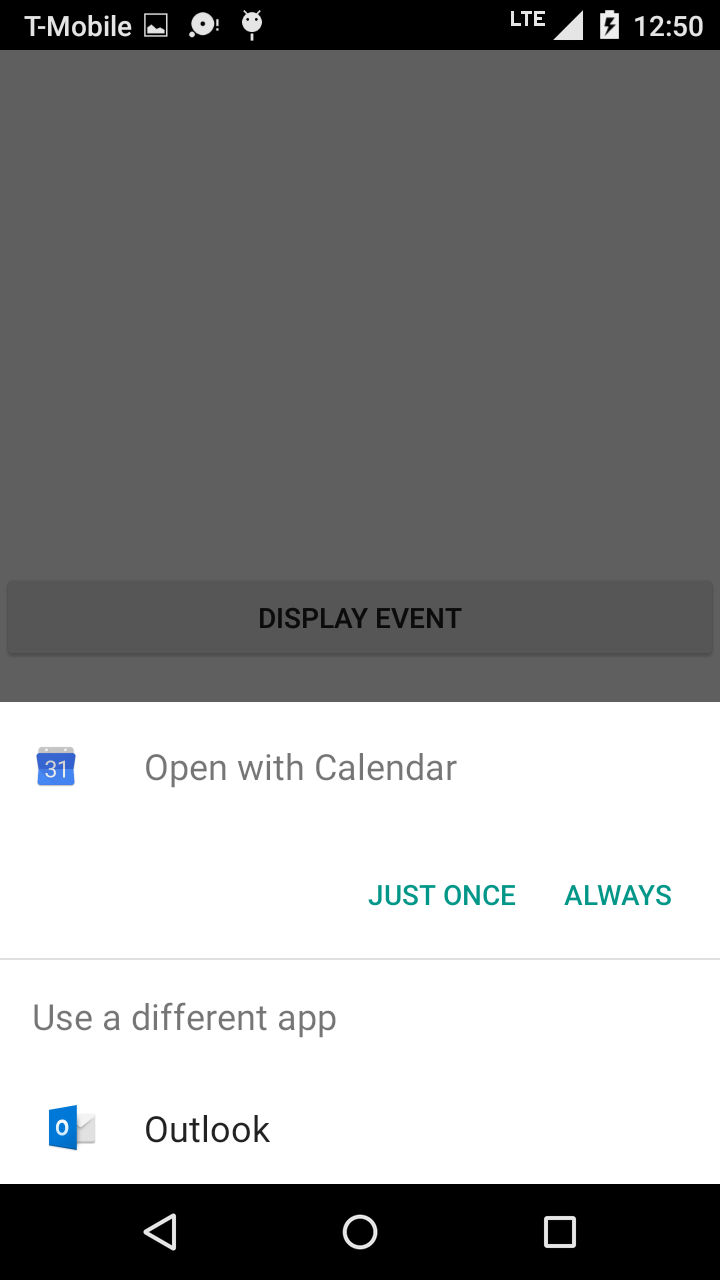 T-Mobile LTE 12:50
DISPLAY EVENT
31 Open with Calendar
JUST ONCE ALWAYS
Use a different app
O Outlook